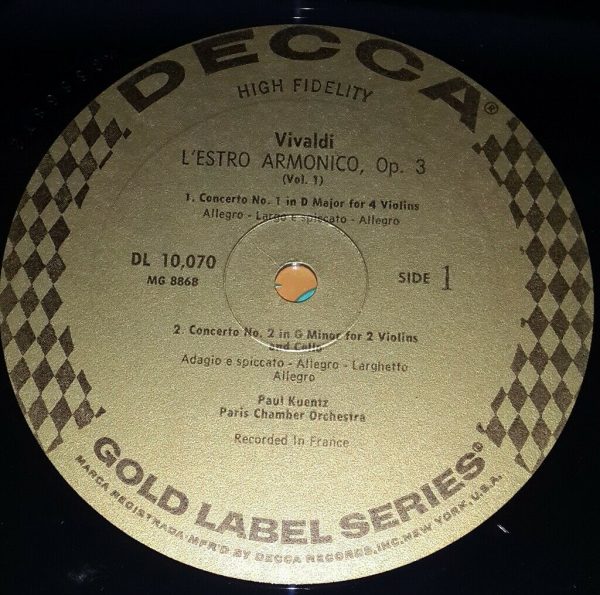 DECCA®
HIGH FIDELITY
Vivaldi
L'ESTRO ARMONICO, Op. 3
(Vol. 1)
1. Concerto No. 1 in D Major for 4 Violins
Allegro - Largo e spiccato - Allegro
DL 10,070
MG 8868
SIDE 1
2. Concerto No. 2 in G Minor for 2 Violins
and Cello
Adagio e spiccato - Allegro - Larghetto
Allegro
Paul Kuentz
Paris Chamber Orchestra
Recorded In France
GOLD LABEL SERIES®
MARCA REGISTRADA·MFR'D BY DECCA RECORDS, INC. NEW YORK, U.S.A.